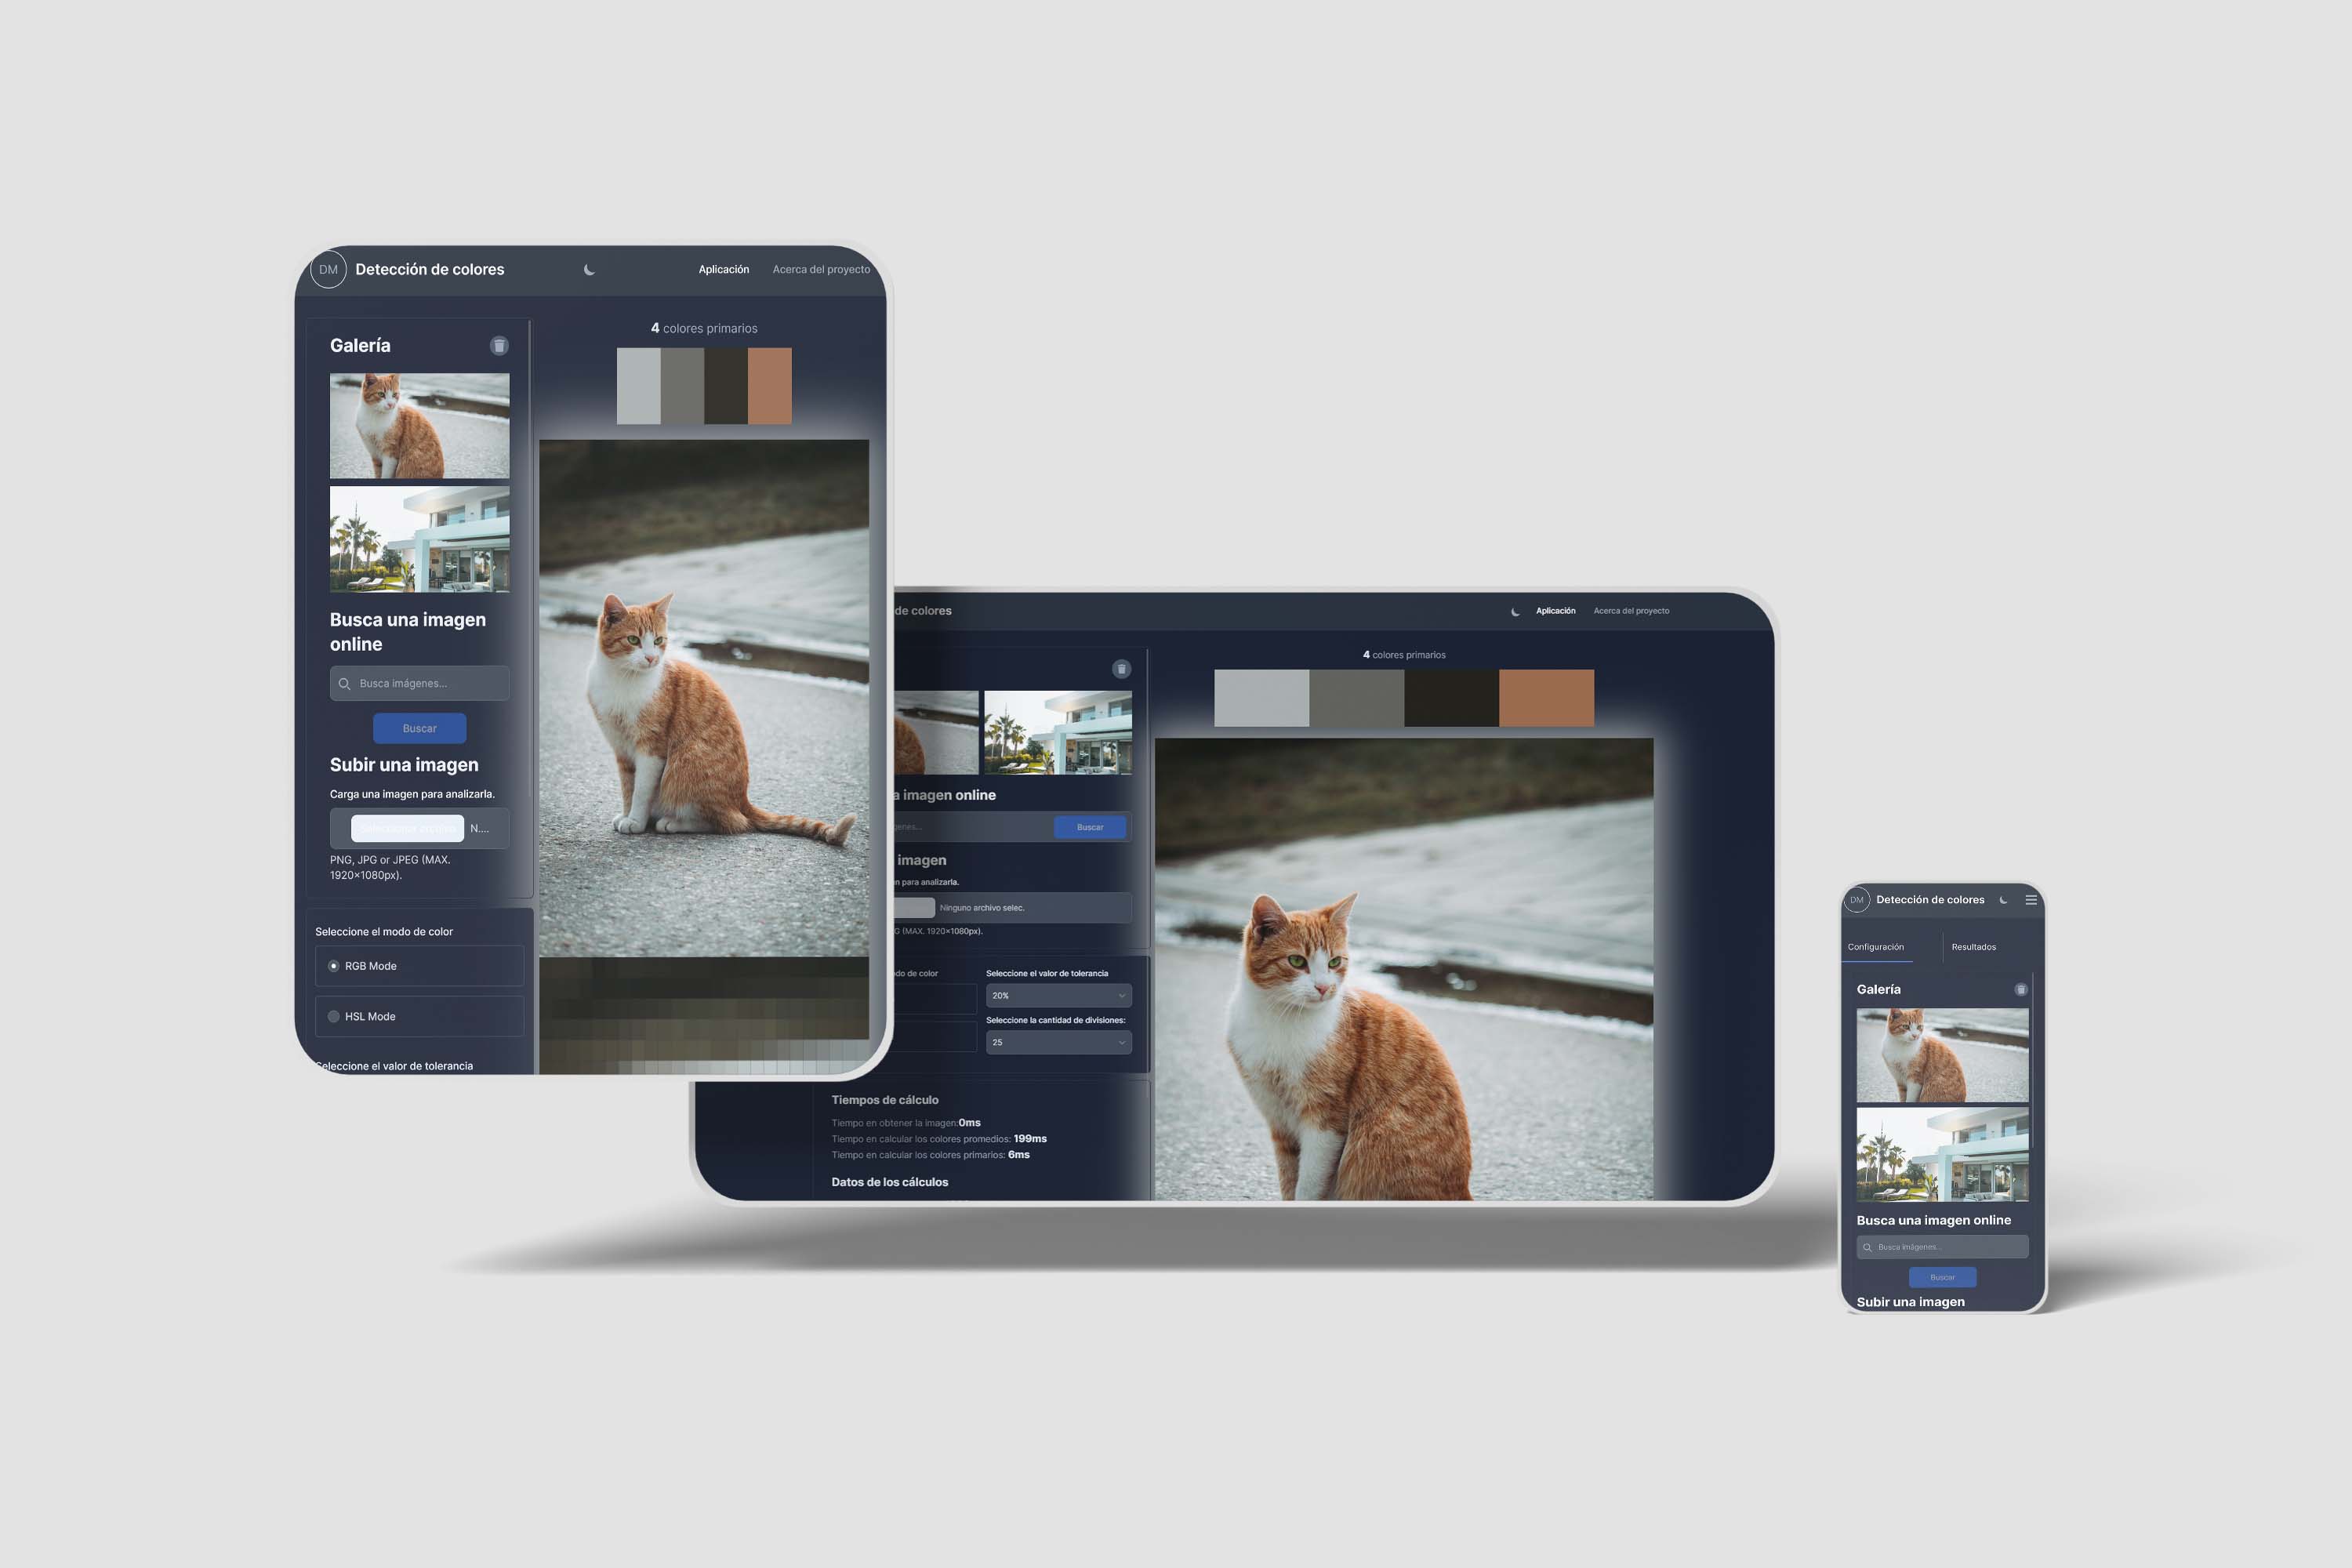 DM Detección de colores Aplicación Acerca del proyecto
4 colores primarios
Galería
Busca una imagen
online
Busca imágenes...
Buscar
Subir una imagen
Carga una imagen para analizarla.
N....
PNG, JPG or JPEG (MAX.
1920x1080px).
Seleccione el modo de color
RGB Mode
HSL Mode
Seleccione el valor de tolerancia
de colores Aplicación Acerca del proyecto
4 colores primarios
a imagen online
Buscar
imagen
para analizarla.
Ninguno archivo selec.
G (MAX. 1920x1080px).
do de color
Seleccione el valor de tolerancia
20%
Seleccione la cantidad de divisiones:
25
Tiempos de cálculo
Tiempo en obtener la imagen:0ms
Tiempo en calcular los colores promedios: 199ms
Tiempo en calcular los colores primarios: 6ms
Datos de los cálculos
DM Detección de colores
Configuración Resultados
Galería
Busca una imagen online
Busca imágenes...
Buscar
Subir una imagen